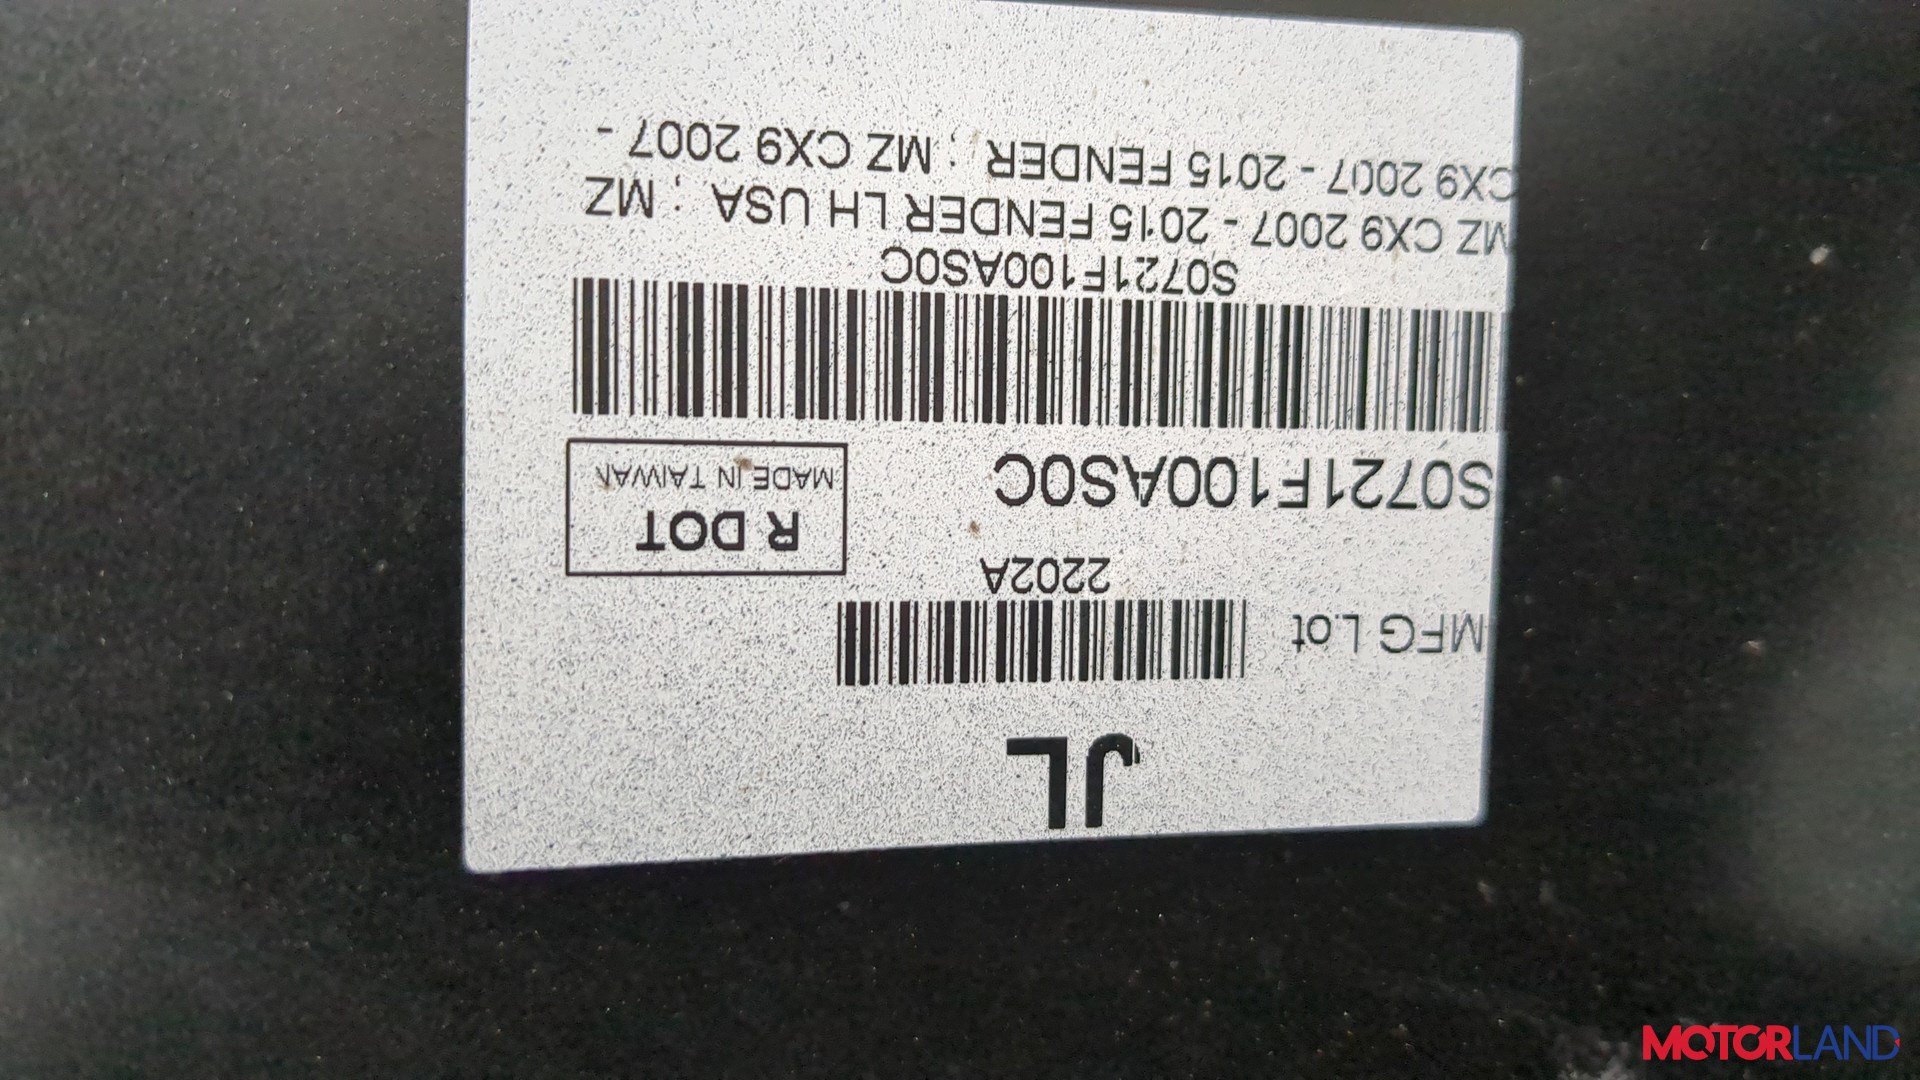 JL
MFG Lot
2202A
S0721F100AS0C
R DOT
MADE IN TAIWAN
S0721F100AS0C
MZ CX9 2007 - 2015 FENDER LH USA ; MZ
CX9 2007 - 2015 FENDER ; MZ CX9 2007 -
MOTORLAND